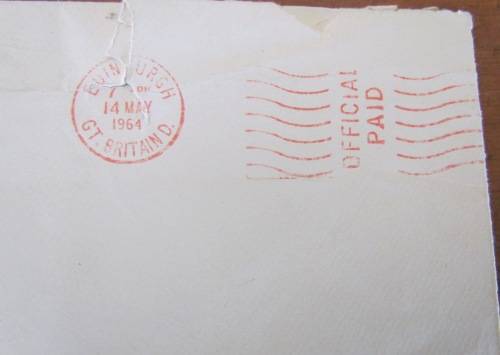 EDINBURGH
14 MAY
1964
GT. BRITAIN D.
OFFICIAL
PAID